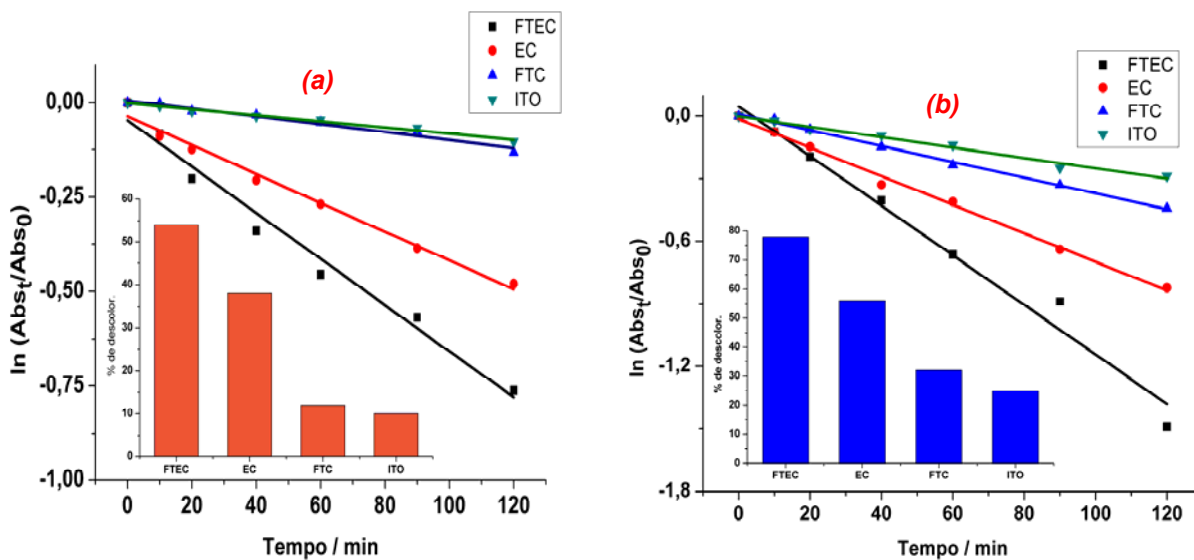 (a)
FTEC
EC
FTC
ITO
0,00
-0,25
-0,50
-0,75
-1,00
ln (Abst/Abs0)
60
50
40
30
20
10
0
% de descolor.
FTEC EC FTC ITO
0 20 40 60 80 100 120
Tempo / min
(b)
FTEC
EC
FTC
ITO
0,0
-0,6
-1,2
-1,8
ln (Abst/Abs0)
80
70
60
50
40
30
20
10
0
% de descolor.
FTEC EC FTC ITO
0 20 40 60 80 100 120
Tempo / min